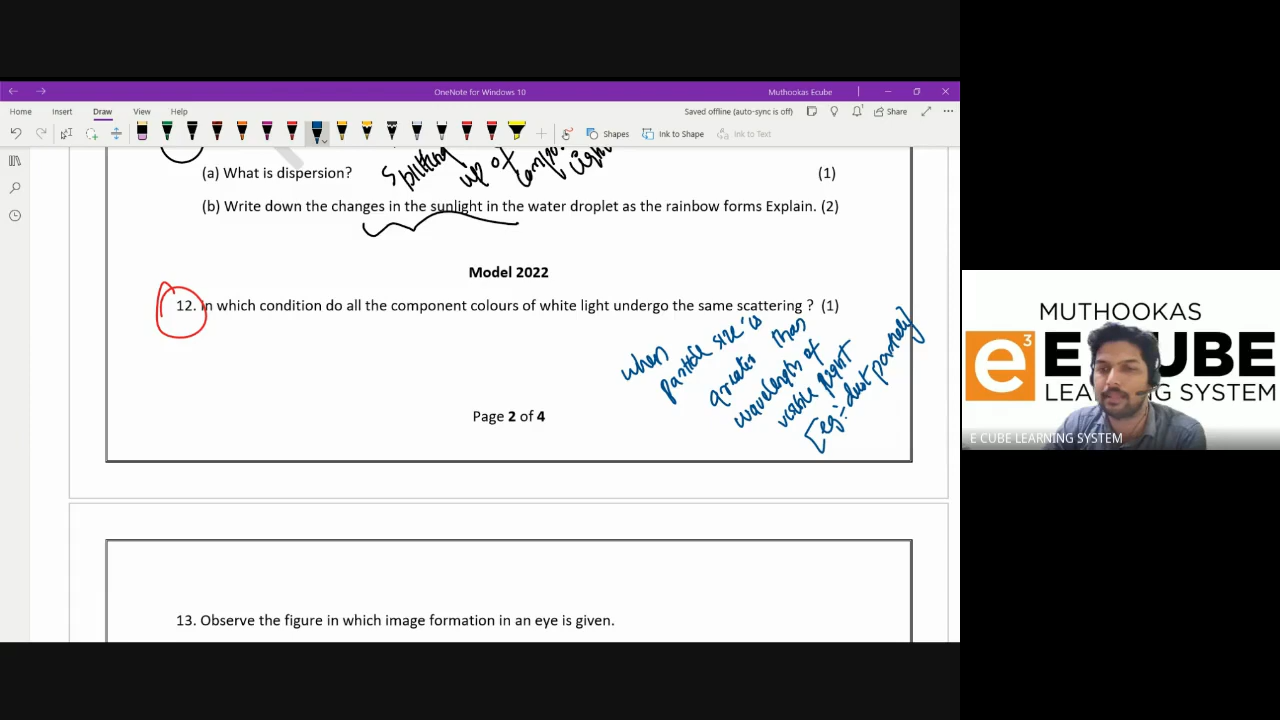 OneNote for Windows 10
Muthookas Ecube
Home Insert Draw View Help
Saved offline (auto-sync is off)
Share
Shapes
Ink to Shape
Ink to Text
splitting up of
light
(a) What is dispersion? (1)
(b) Write down the changes in the sunlight in the water droplet as the rainbow forms Explain. (2)
Model 2022
12. In which condition do all the component colours of white light undergo the same scattering ? (1)
when
particle size is
greater than
wavelength of
visible light
[eg:- dust particles]
Page 2 of 4
13. Observe the figure in which image formation in an eye is given.
MUTHOOKAS
e3 ECUBE
LEARNING SYSTEM
E CUBE LEARNING SYSTEM